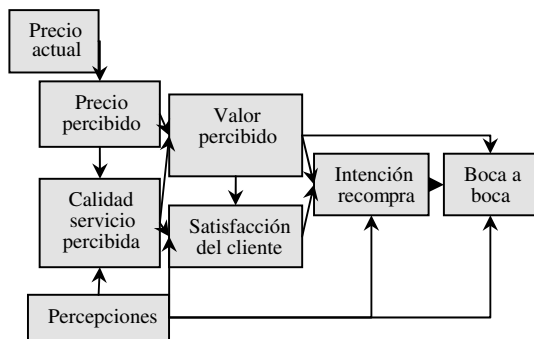 Precio
actual
Precio
percibido
Valor
percibido
Calidad
servicio
percibida
Satisfacción
del cliente
Intención
recompra
Boca a
boca
Percepciones